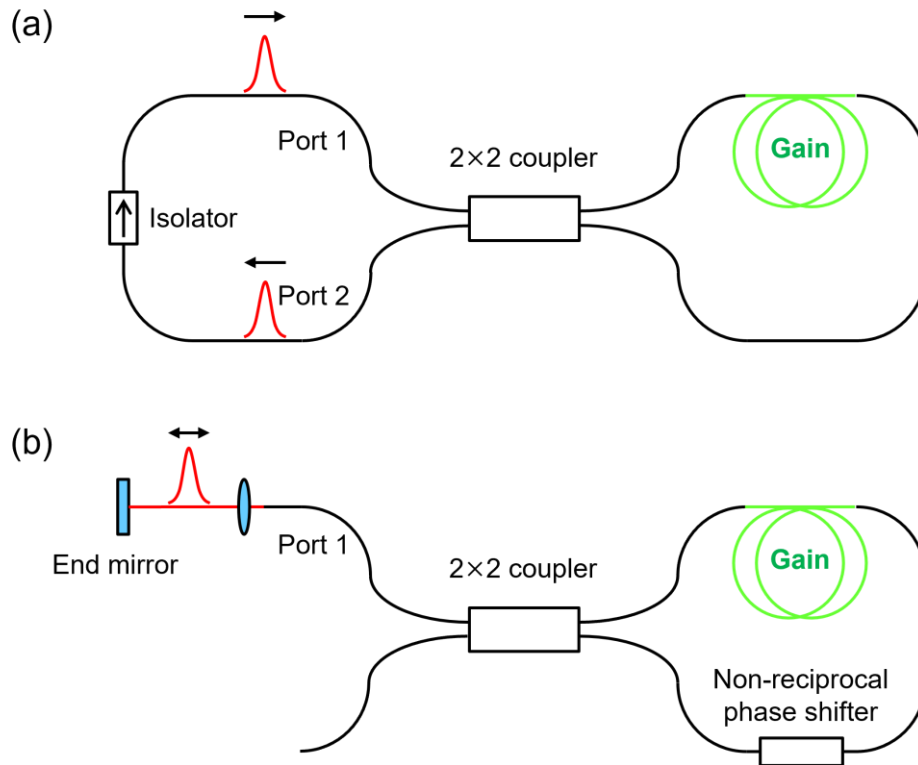 (a)
Port 1
2×2 coupler
Gain
Isolator
Port 2
(b)
Port 1
End mirror
2×2 coupler
Gain
Non-reciprocal
phase shifter